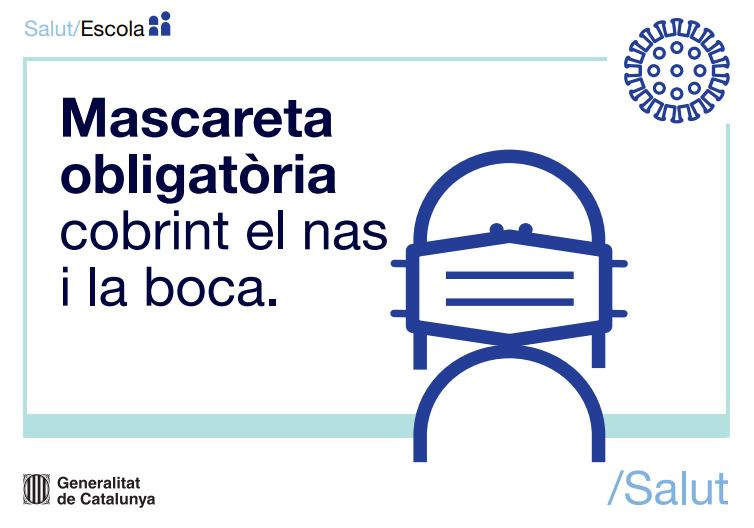 Salut/Escola
Mascareta
obligatòria
cobrint el nas
i la boca.
Generalitat
de Catalunya
/Salut